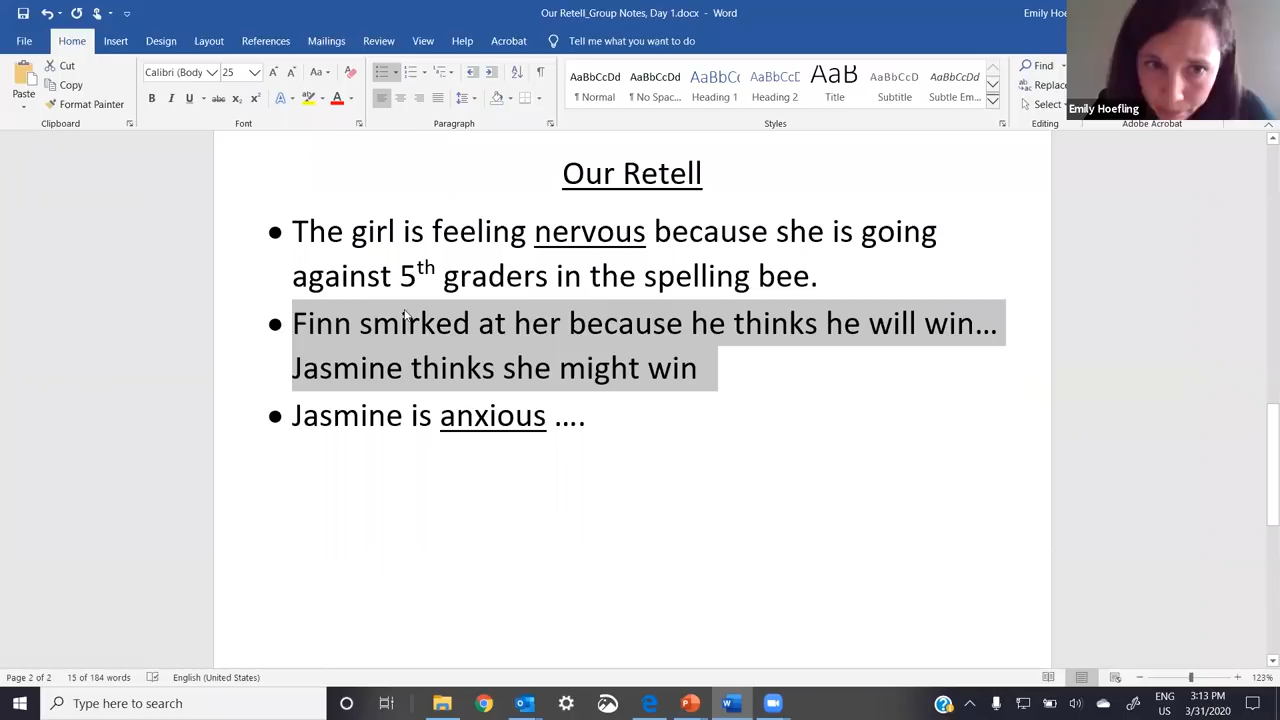 Our Retell_Group Notes, Day 1.docx - Word
Emily Ho
File Home Insert Design Layout References Mailings Review View Help Acrobat Tell me what you want to do
Paste
Cut
Copy
Format Painter
Clipboard
Calibri (Body 25
Font
Paragraph
AaBbCcDd AaBbCcDd AaBbCc AaBbCcD AaB AaBbCcD AaBbCcDd
¶ Normal ¶ No Spac... Heading 1 Heading 2 Title Subtitle Subtle Em...
Styles
Find
Replace
Select
Editing
Adobe Acrobat
Emily Hoefling
Our Retell
• The girl is feeling nervous because she is going
against 5th graders in the spelling bee.
• Finn smirked at her because he thinks he will win…
Jasmine thinks she might win
• Jasmine is anxious ….
Page 2 of 2 15 of 184 words English (United States) 123%
Type here to search
ENG
US
3:13 PM
3/31/2020